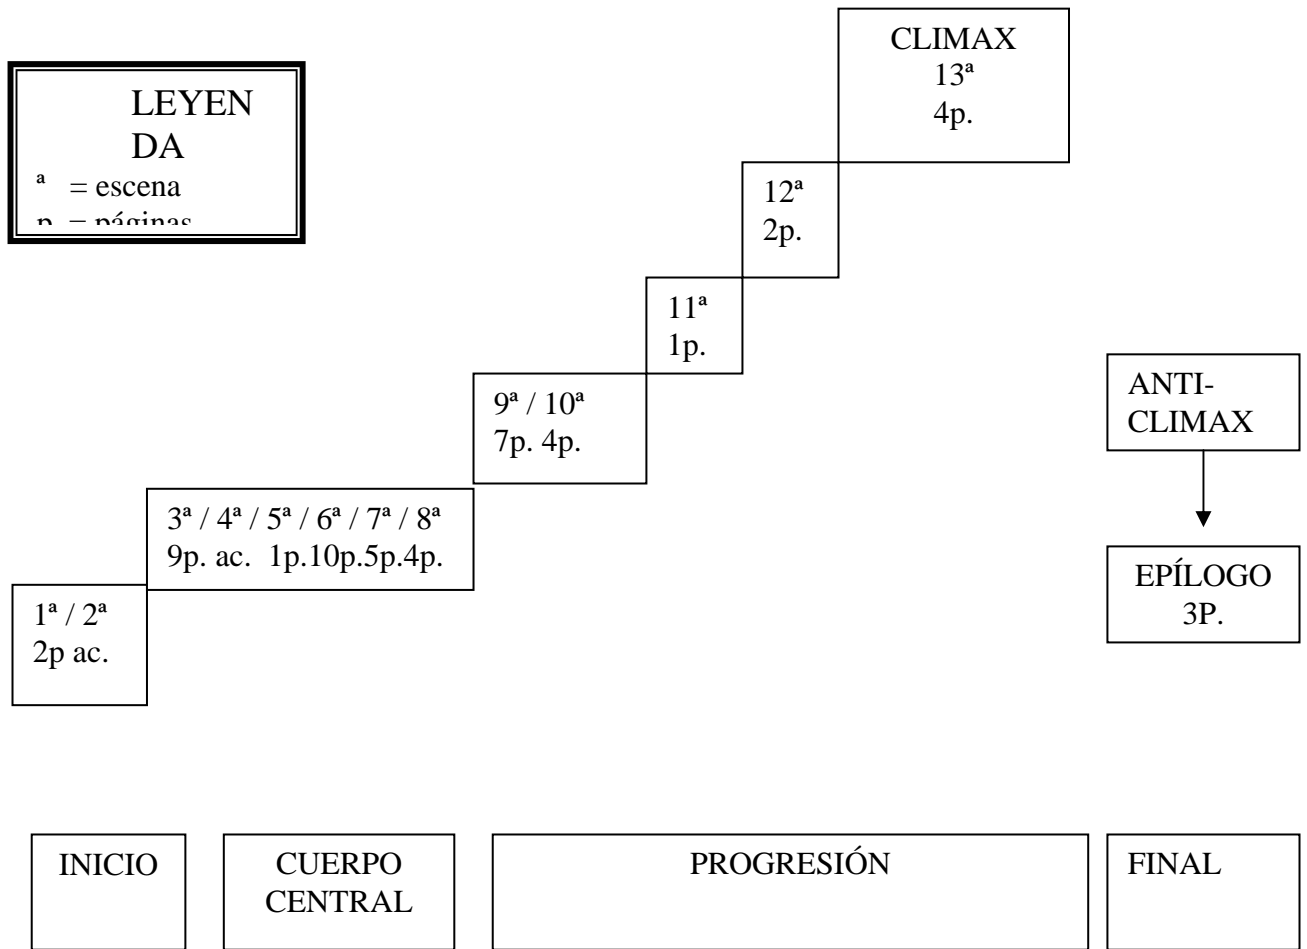 CLIMAX
13ª
4p.
LEYEN
DA
ª = escena
p = páginas
12ª
2p.
11ª
1p.
ANTI-
CLIMAX
9ª / 10ª
7p. 4p.
3ª / 4ª / 5ª / 6ª / 7ª / 8ª
9p. ac. 1p.10p.5p.4p.
EPÍLOGO
3P.
1ª / 2ª
2p ac.
INICIO
CUERPO
CENTRAL
PROGRESIÓN
FINAL